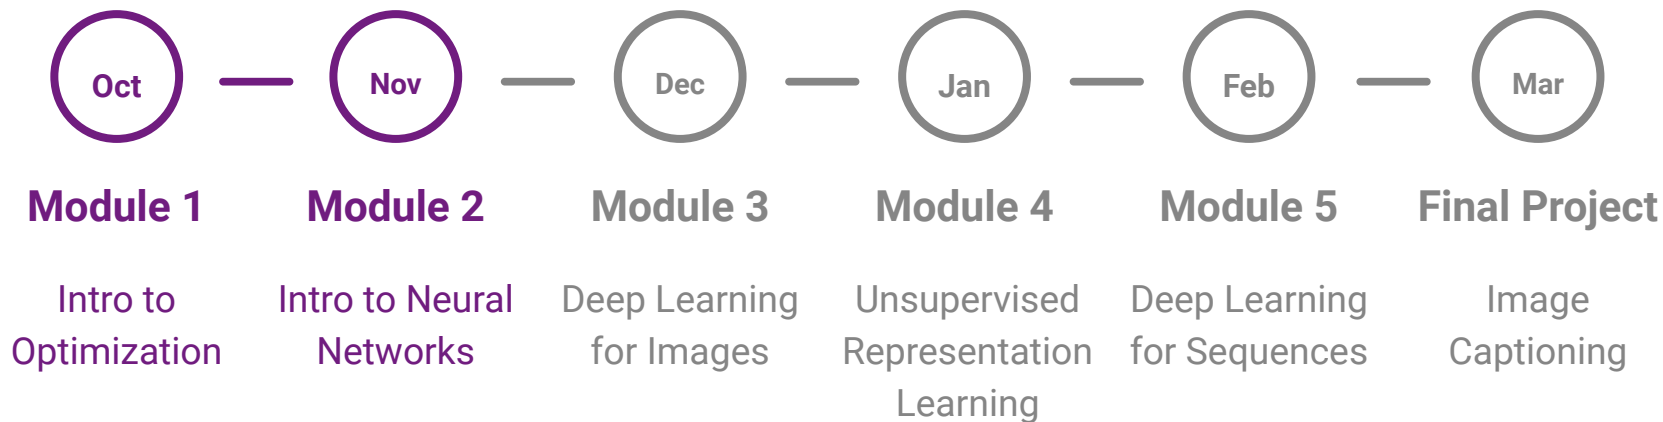 Oct
Nov
Dec
Jan
Feb
Mar
Module 1
Module 2
Module 3
Module 4
Module 5
Final Project
Intro to
Optimization
Intro to Neural
Networks
Deep Learning
for Images
Unsupervised
Representation
Learning
Deep Learning
for Sequences
Image
Captioning